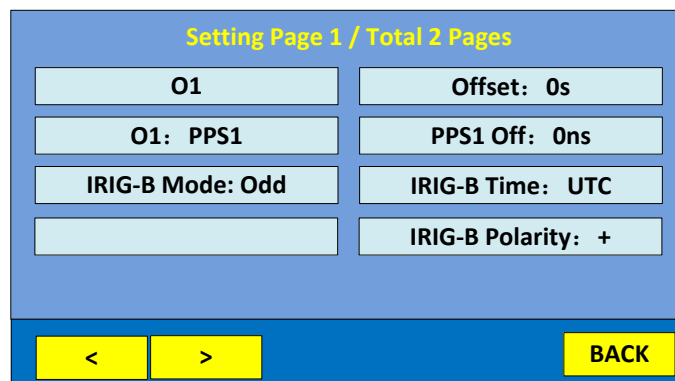 Setting Page 1 / Total 2 Pages
O1
Offset： 0s
O1： PPS1
PPS1 Off： 0ns
IRIG-B Mode: Odd
IRIG-B Time： UTC
IRIG-B Polarity： +
<
>
BACK